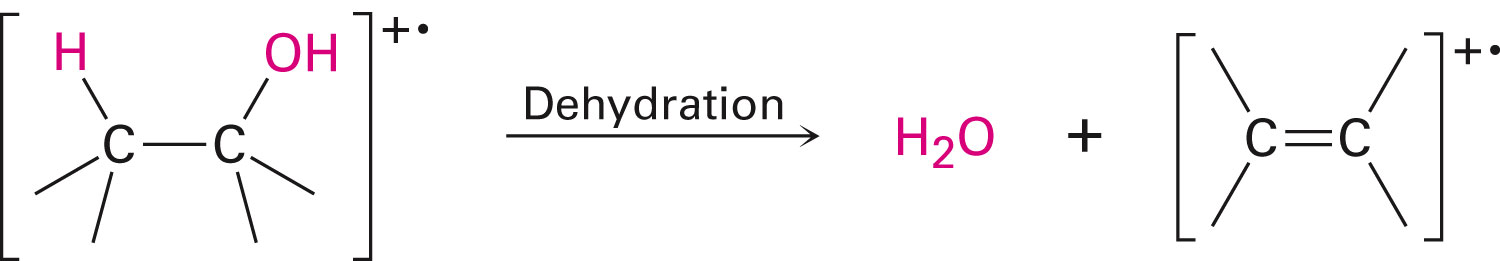 H OH +•
C C
Dehydration
H2O + C=C +•